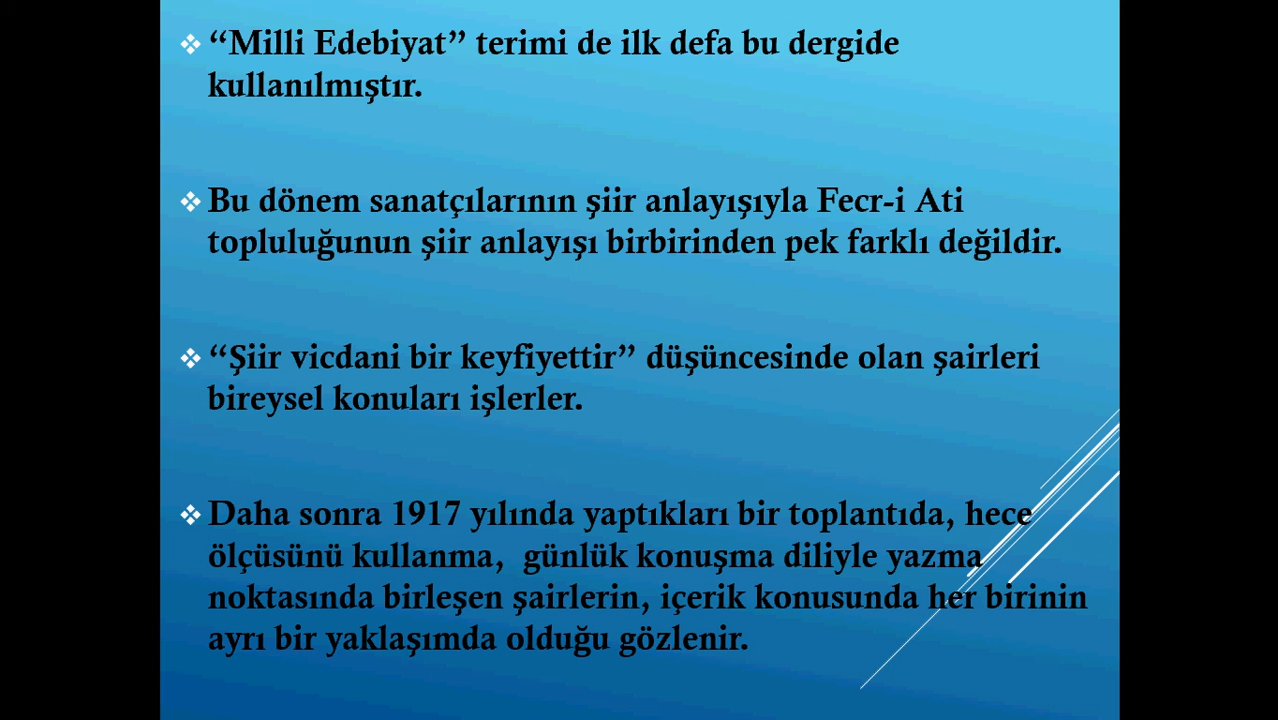 “Milli Edebiyat” terimi de ilk defa bu dergide
kullanılmıştır.
Bu dönem sanatçılarının şiir anlayışıyla Fecr-i Ati
topluluğunun şiir anlayışı birbirinden pek farklı değildir.
“Şiir vicdani bir keyfiyettir” düşüncesinde olan şairleri
bireysel konuları işlerler.
Daha sonra 1917 yılında yaptıkları bir toplantıda, hece
ölçüsünü kullanma,  günlük konuşma diliyle yazma
noktasında birleşen şairlerin, içerik konusunda her birinin
ayrı bir yaklaşımda olduğu gözlenir.